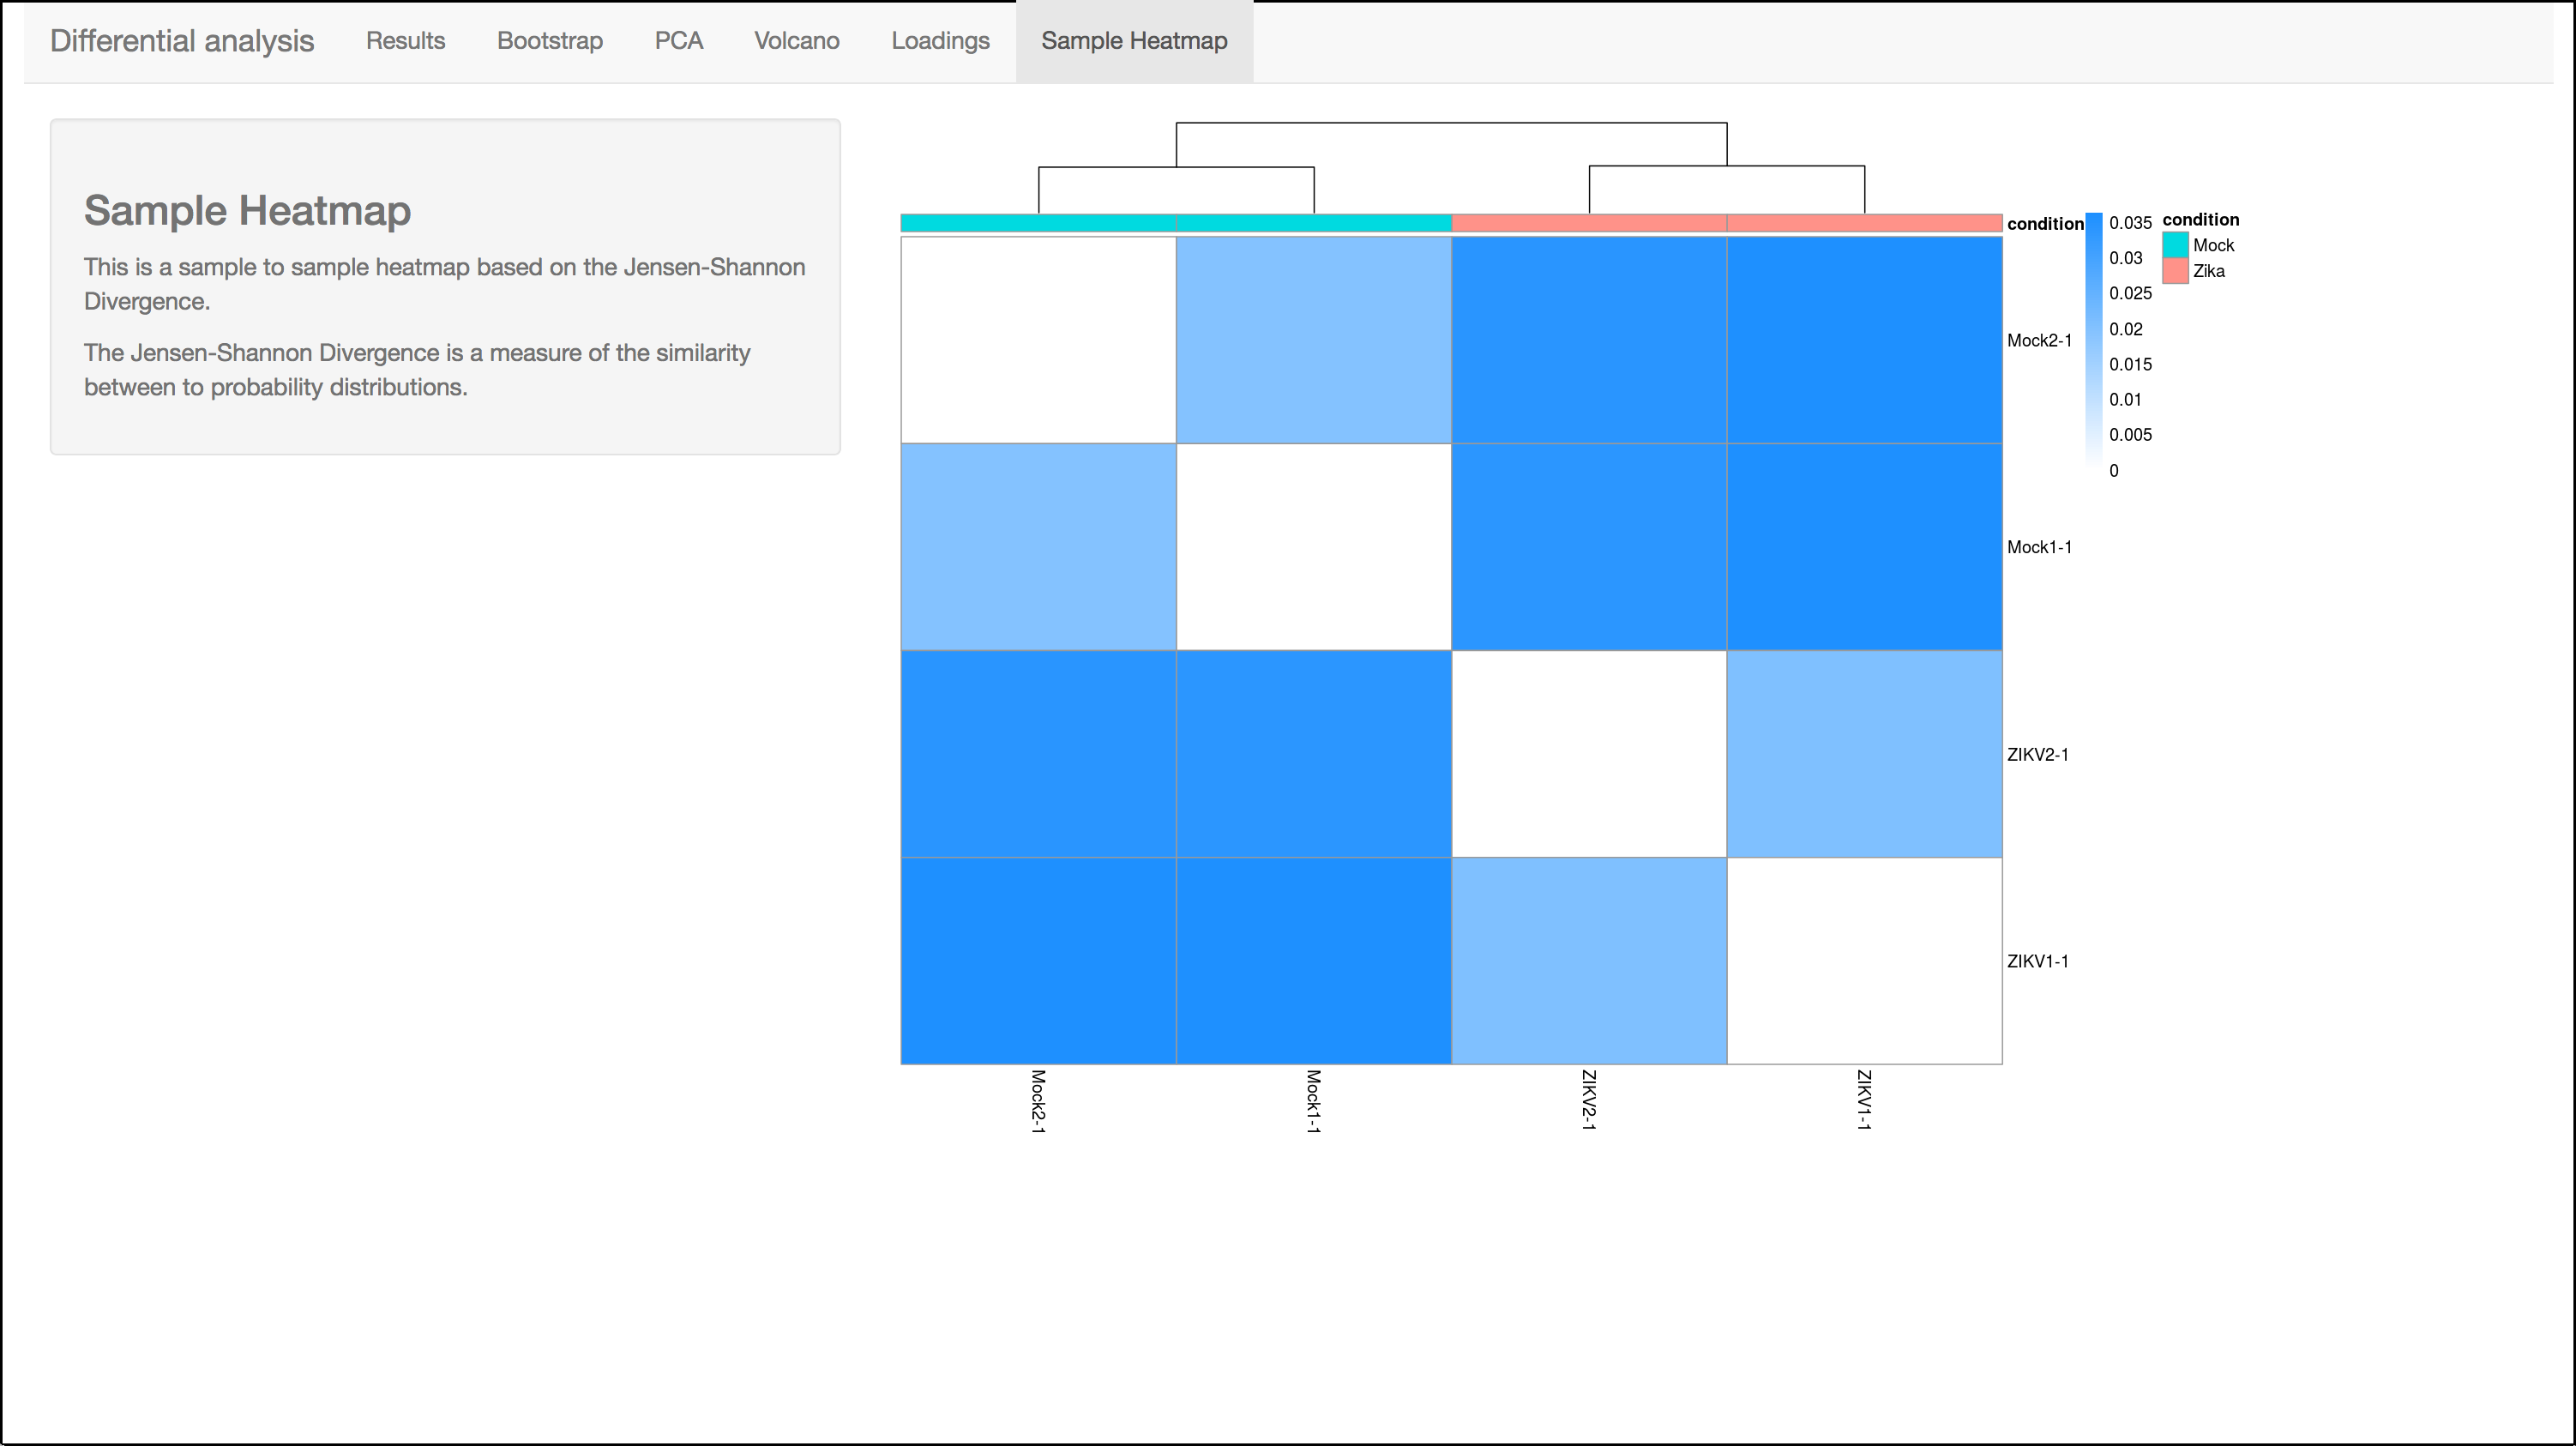 Differential analysis Results Bootstrap PCA Volcano Loadings Sample Heatmap
Sample Heatmap
This is a sample to sample heatmap based on the Jensen-Shannon
Divergence.
The Jensen-Shannon Divergence is a measure of the similarity
between to probability distributions.
condition
Mock2-1
Mock1-1
ZIKV2-1
ZIKV1-1
0.035
0.03
0.025
0.02
0.015
0.01
0.005
0
condition
Mock
Zika
Mock2-1
Mock1-1
ZIKV2-1
ZIKV1-1